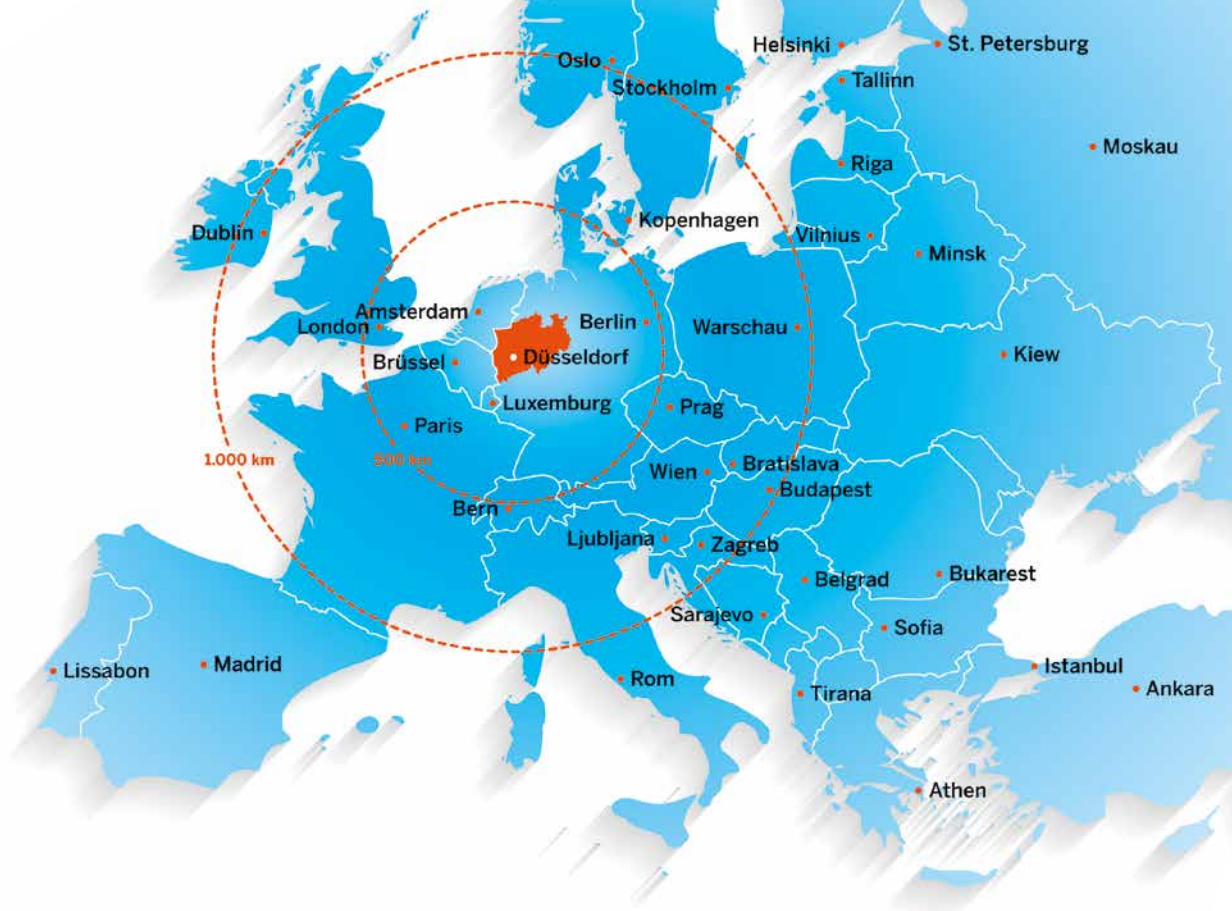 Helsinki
St. Petersburg
Oslo
Stockholm
Tallinn
Moskau
Riga
Kopenhagen
Dublin
Vilnius
Minsk
Amsterdam
London
Berlin
Warschau
Brüssel
Düsseldorf
Kiew
Luxemburg
Prag
Paris
1.000 km
500 km
Wien
Bratislava
Budapest
Bern
Ljubljana
Zagreb
Belgrad
Bukarest
Sarajevo
Sofia
Lissabon
Madrid
Rom
Tirana
Istanbul
Ankara
Athen